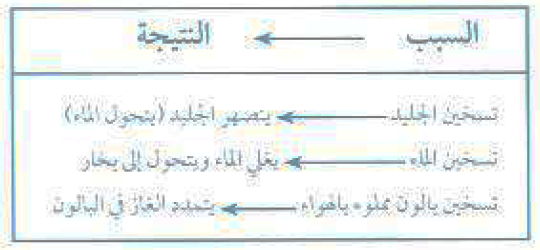 السبب ← النتيجة
تسخين الجليد ← ينصهر الجليد (يتحول الماء)
تسخين الماء ← يغلي الماء ويتحول إلى بخار
تسخين بالون مملوء بالهواء ← يتمدد الغاز في البالون